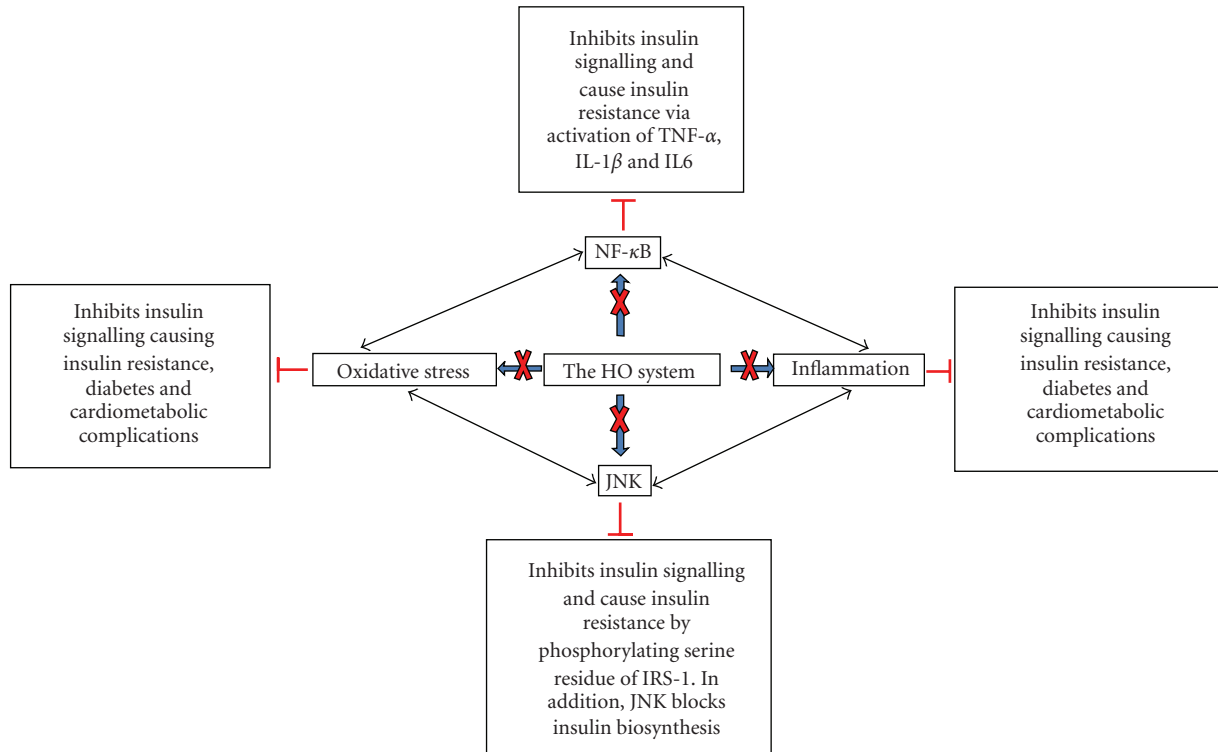 Inhibits insulin
signalling and
cause insulin
resistance via
activation of TNF-α,
IL-1β and IL6
NF-κB
Inhibits insulin
signalling causing
insulin resistance,
diabetes and
cardiometabolic
complications
Oxidative stress
The HO system
Inflammation
Inhibits insulin
signalling causing
insulin resistance,
diabetes and
cardiometabolic
complications
JNK
Inhibits insulin signalling
and cause insulin
resistance by
phosphorylating serine
residue of IRS-1. In
addition, JNK blocks
insulin biosynthesis